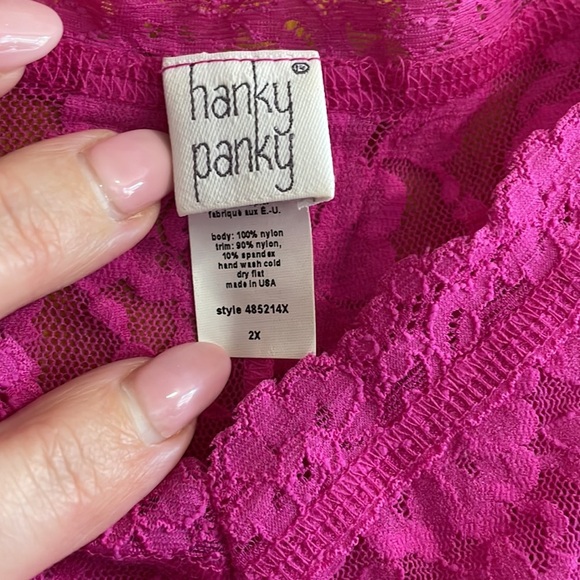 hanky®
panky
fabriqué aux É.-U.
body: 100% nylon
trim: 90% nylon,
10% spandex
hand wash cold
dry flat
made in USA
style 485214X
2X